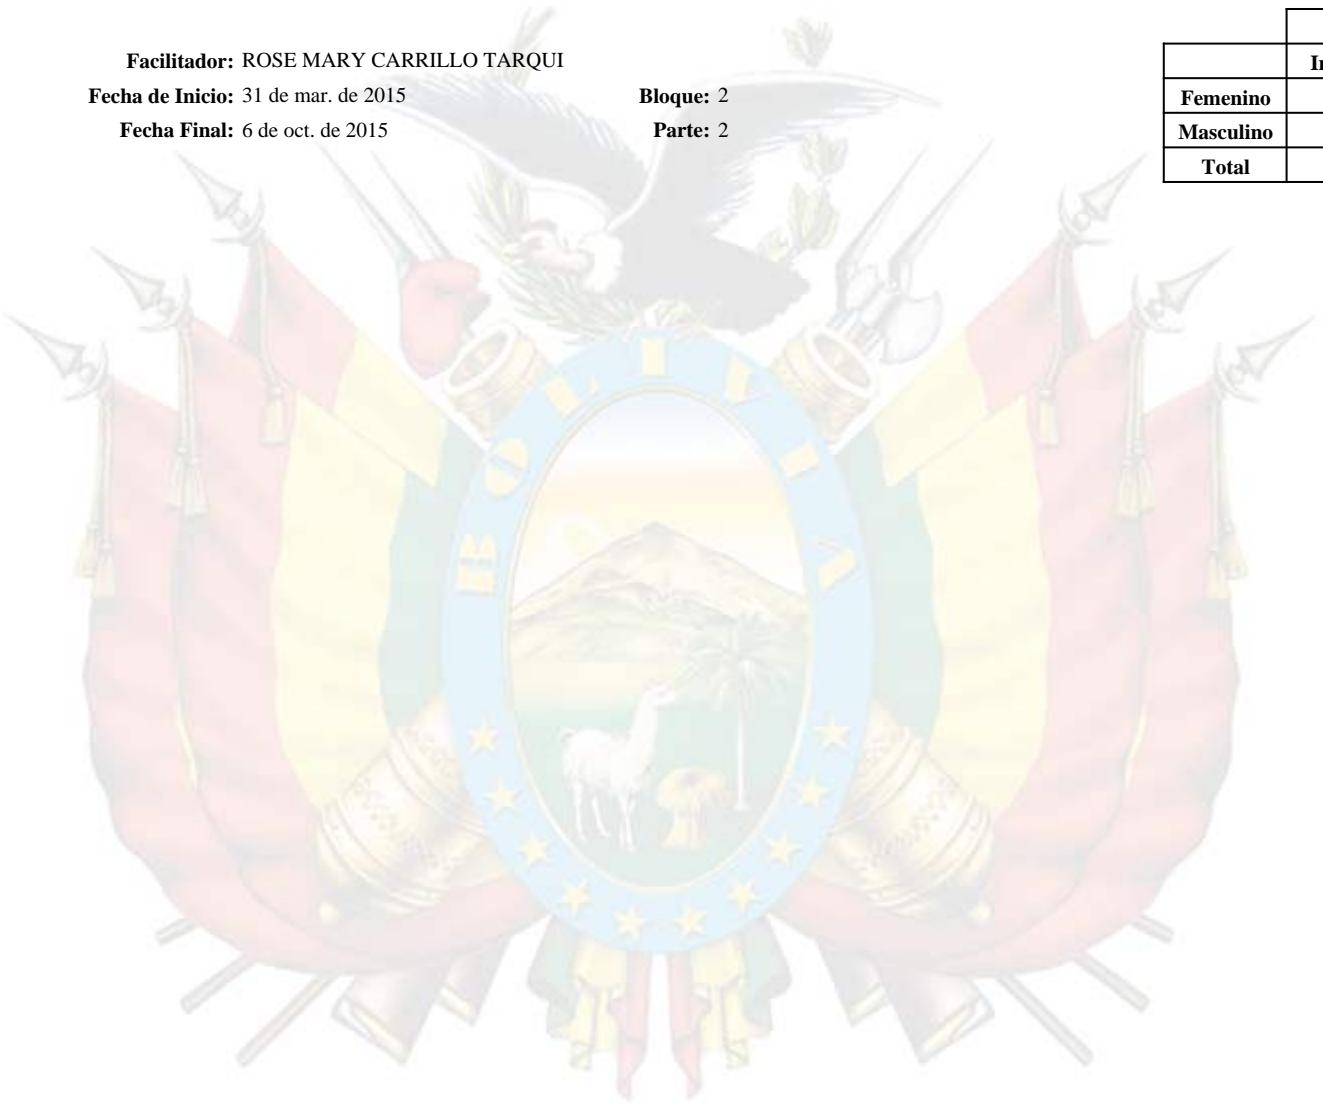 Facilitador: ROSE MARY CARRILLO TARQUI
Fecha de Inicio: 31 de mar. de 2015 Bloque: 2
Fecha Final: 6 de oct. de 2015 Parte: 2
Femenino
Masculino
Total
BOLIVIA